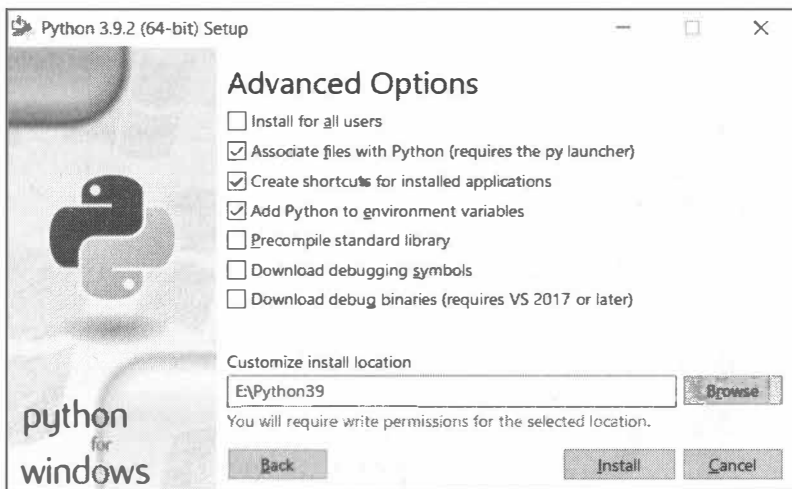 Python 3.9.2 (64-bit) Setup
Advanced Options
Install for all users
Associate files with Python (requires the py launcher)
Create shortcuts for installed applications
Add Python to environment variables
Precompile standard library
Download debugging symbols
Download debug binaries (requires VS 2017 or later)
Customize install location
E:\Python39
Browse
You will require write permissions for the selected location.
python
for
windows
Back
Install
Cancel